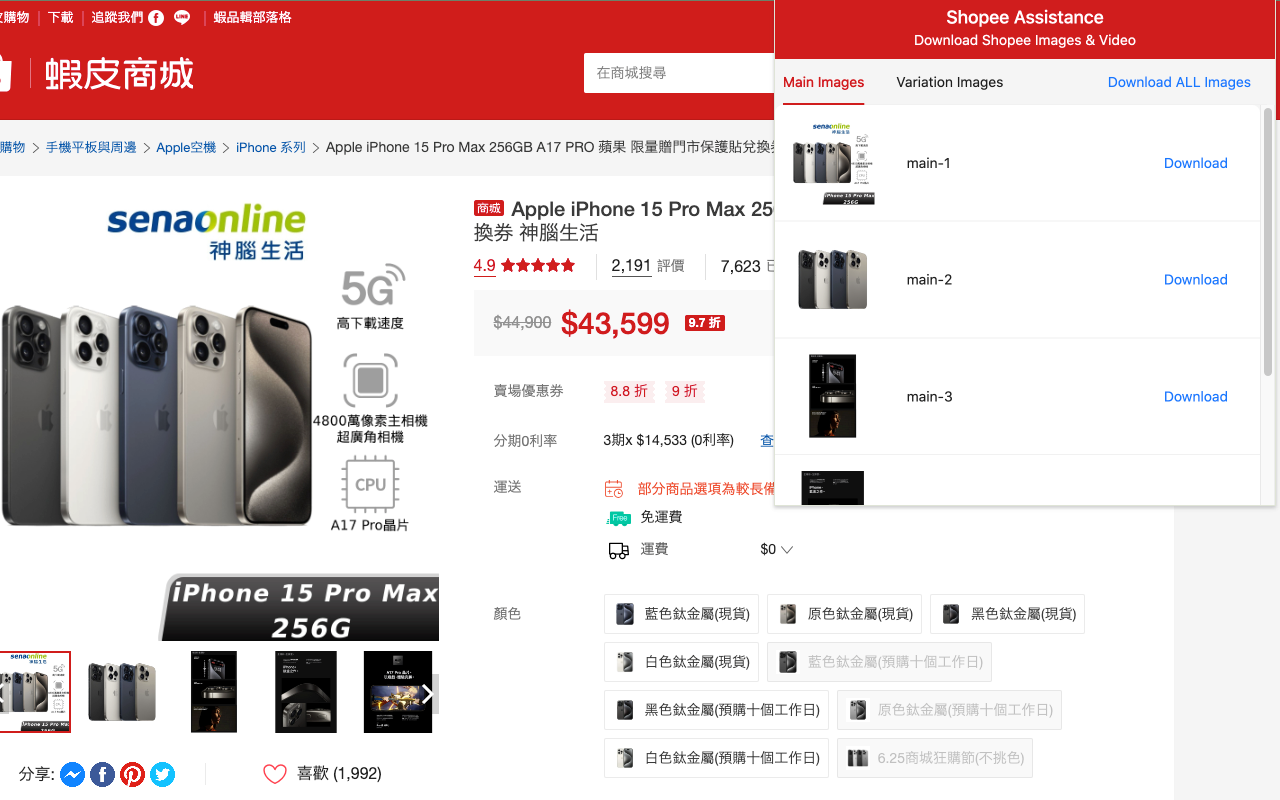 皮購物 下載 追蹤我們 蝦品輯部落格
蝦皮商城
在商城搜尋
購物 > 手機平板與周邊 > Apple空機 > iPhone 系列 > Apple iPhone 15 Pro Max 256GB A17 PRO 蘋果 限量贈門市保護貼兌換券
senaonline
神腦生活
5G
高下載速度
4800萬像素主相機
超廣角相機
CPU
A17 Pro晶片
iPhone 15 Pro Max
256G
分享:
喜歡 (1,992)
商城 Apple iPhone 15 Pro Max 25
換券 神腦生活
4.9 2,191 評價 7,623
$44,900 $43,599 9.7 折
賣場優惠券 8.8 折 9 折
分期0利率 3期x $14,533 (0利率) 查
運送 部分商品選項為較長備
Free 免運費
運費 $0
顏色 藍色鈦金屬(現貨) 原色鈦金屬(現貨) 黑色鈦金屬(現貨)
白色鈦金屬(現貨) 藍色鈦金屬(預購十個工作日)
黑色鈦金屬(預購十個工作日) 原色鈦金屬(預購十個工作日)
白色鈦金屬(預購十個工作日) 6.25商城狂購節(不挑色)
Shopee Assistance
Download Shopee Images & Video
Main Images Variation Images Download ALL Images
main-1 Download
main-2 Download
main-3 Download